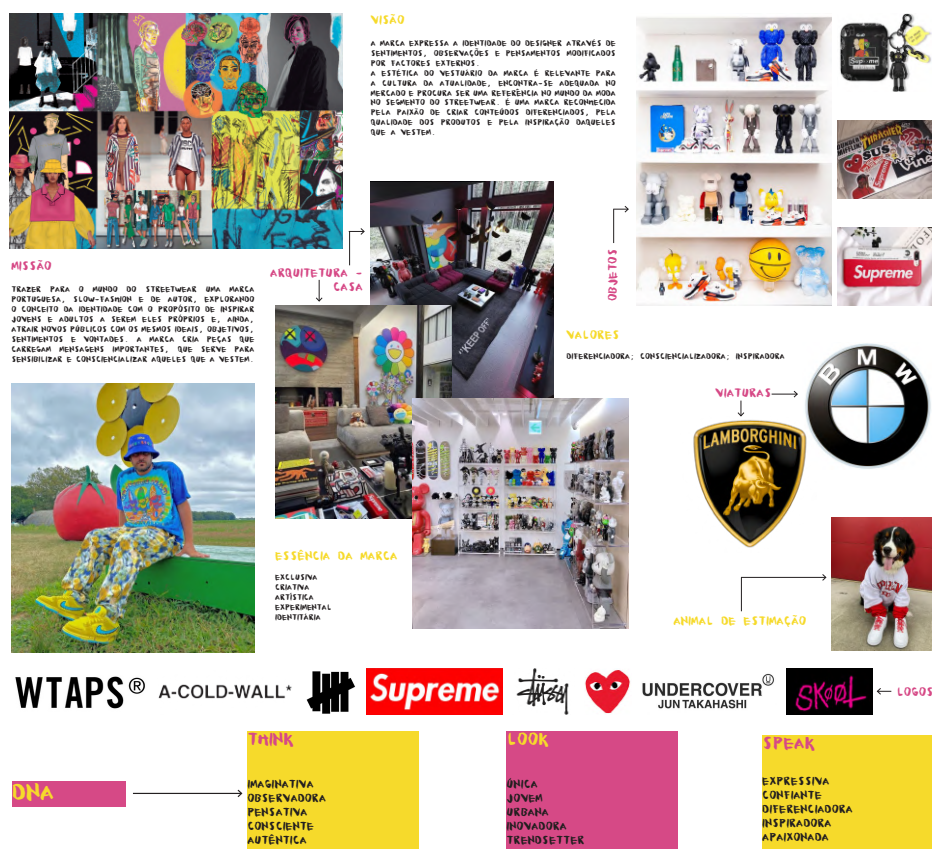 VISÃO
A MARCA EXPRESSA A IDENTIDADE DO DESIGNER ATRAVÉS DE
SENTIMENTOS, OBSERVAÇÕES E PENSAMENTOS MODIFICADOS
POR FACTORES EXTERNOS.
A ESTÉTICA DO VESTUÁRIO DA MARCA É RELEVANTE PARA
A CULTURA DA ATUALIDADE, ENCONTRA-SE ADEQUADA NO
MERCADO E PROCURA SER UMA REFERÊNCIA NO MUNDO DA MODA
NO SEGMENTO DO STREETWEAR. É UMA MARCA RECONHECIDA
PELA PAIXÃO DE CRIAR CONTEÚDOS DIFERENCIADOS, PELA
QUALIDADE DOS PRODUTOS E PELA INSPIRAÇÃO DAQUELES
QUE A VESTEM.
Supreme
THRASHER
SUS
Vine
Supreme
MISSÃO
TRAZER PARA O MUNDO DO STREETWEAR UMA MARCA
PORTUGUESA, SLOW-FASHION E DE AUTOR, EXPLORANDO
O CONCEITO DA IDENTIDADE COM O PROPÓSITO DE INSPIRAR
JOVENS E ADULTOS A SEREM ELES PRÓPRIOS E, AINDA,
ATRAIR NOVOS PÚBLICOS COM OS MESMOS IDEAIS, OBJETIVOS,
SENTIMENTOS E VONTADES. A MARCA CRIA PEÇAS QUE
CARREGAM MENSAGENS IMPORTANTES, QUE SERVE PARA
SENSIBILIZAR E CONSCIENCIALIZAR AQUELES QUE A VESTEM.
ARQUITETURA -
CASA
"KEEP OFF"
OBJETOS
VALORES
DIFERENCIADORA; CONSCIENCIALIZADORA; INSPIRADORA
VIATURAS
BMW
LAMBORGHINI
ESSÊNCIA DA MARCA
EXCLUSIVA
CRIATIVA
ARTÍSTICA
EXPERIMENTAL
IDENTITÁRIA
ANIMAL DE ESTIMAÇÃO
WTAPS®
A-COLD-WALL*
Supreme
Stüssy
UNDERCOVER Ⓤ
JUN TAKAHASHI
SKØØL
LOGOS
DNA
THINK
IMAGINATIVA
OBSERVADORA
PENSATIVA
CONSCIENTE
AUTÊNTICA
LOOK
ÚNICA
JOVEM
URBANA
INOVADORA
TRENDSETTER
SPEAK
EXPRESSIVA
CONFIANTE
DIFERENCIADORA
INSPIRADORA
APAIXONADA